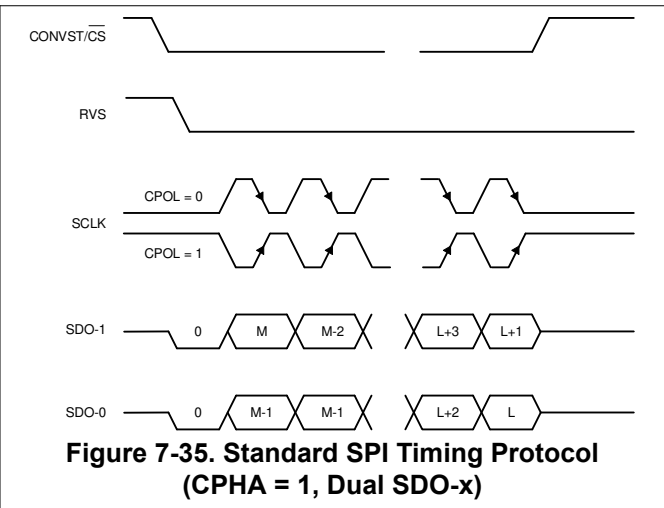 CONVST/CS
RVS
CPOL = 0
SCLK
CPOL = 1
SDO-1 0 M M-2 L+3 L+1
SDO-0 0 M-1 M-1 L+2 L
Figure 7-35. Standard SPI Timing Protocol
(CPHA = 1, Dual SDO-x)